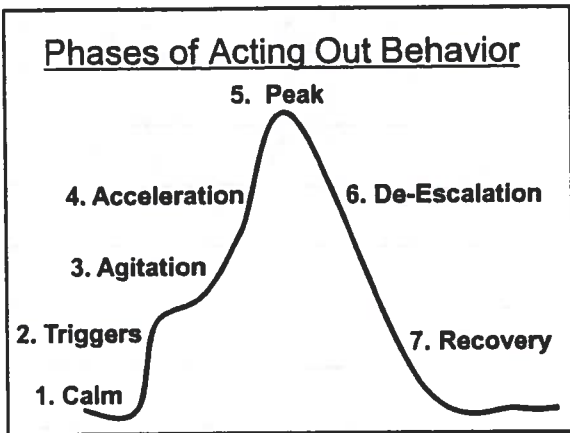 Phases of Acting Out Behavior
5. Peak
4. Acceleration
6. De-Escalation
3. Agitation
2. Triggers
7. Recovery
1. Calm